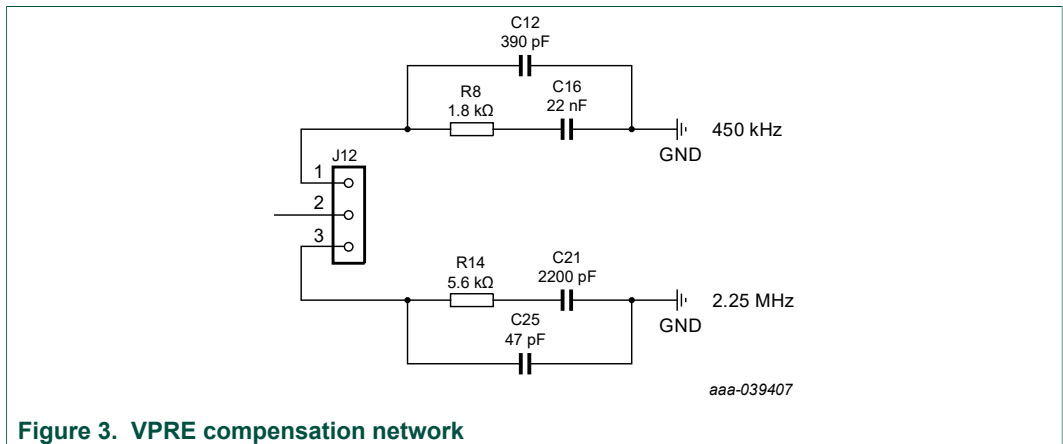 C12
390 pF
R8
1.8 kΩ
C16
22 nF
450 kHz
GND
J12
1
2
3
R14
5.6 kΩ
C21
2200 pF
2.25 MHz
GND
C25
47 pF
aaa-039407
Figure 3. VPRE compensation network